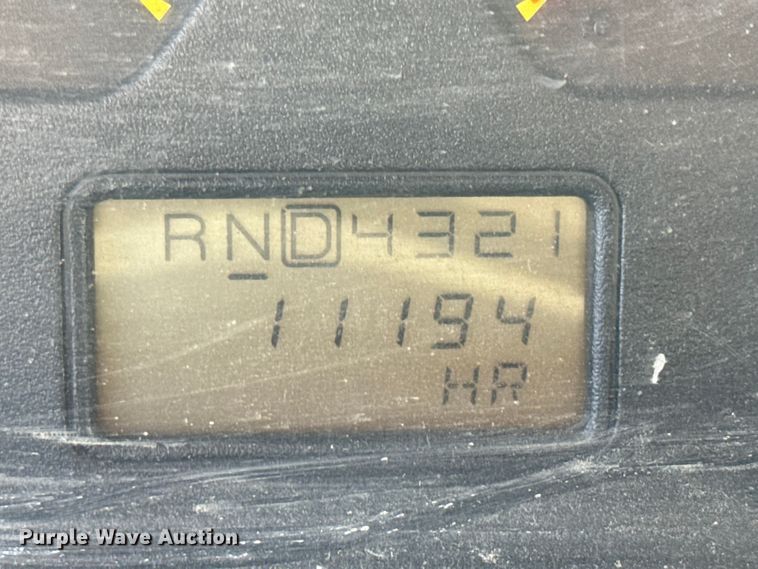 RND4321
11194
HR
Purple Wave Auction.